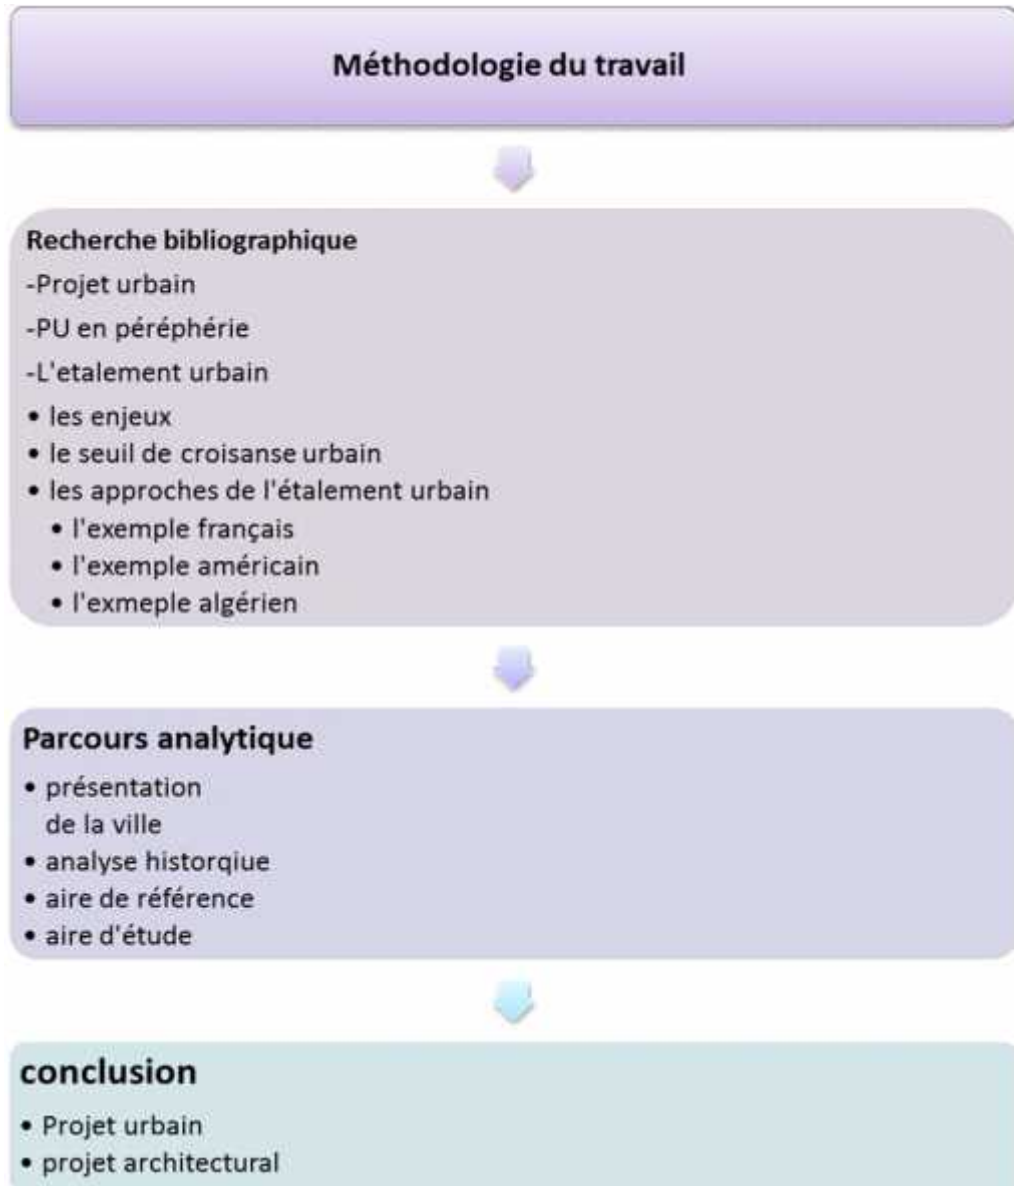 Méthodologie du travail
Recherche bibliographique
-Projet urbain
-PU en péréphérie
-L'etalement urbain
• les enjeux
• le seuil de croisanse urbain
• les approches de l'étalement urbain
• l'exemple français
• l'exemple américain
• l'exmeple algérien
Parcours analytique
• présentation
de la ville
• analyse historqiue
• aire de référence
• aire d'étude
conclusion
• Projet urbain
• projet architectural